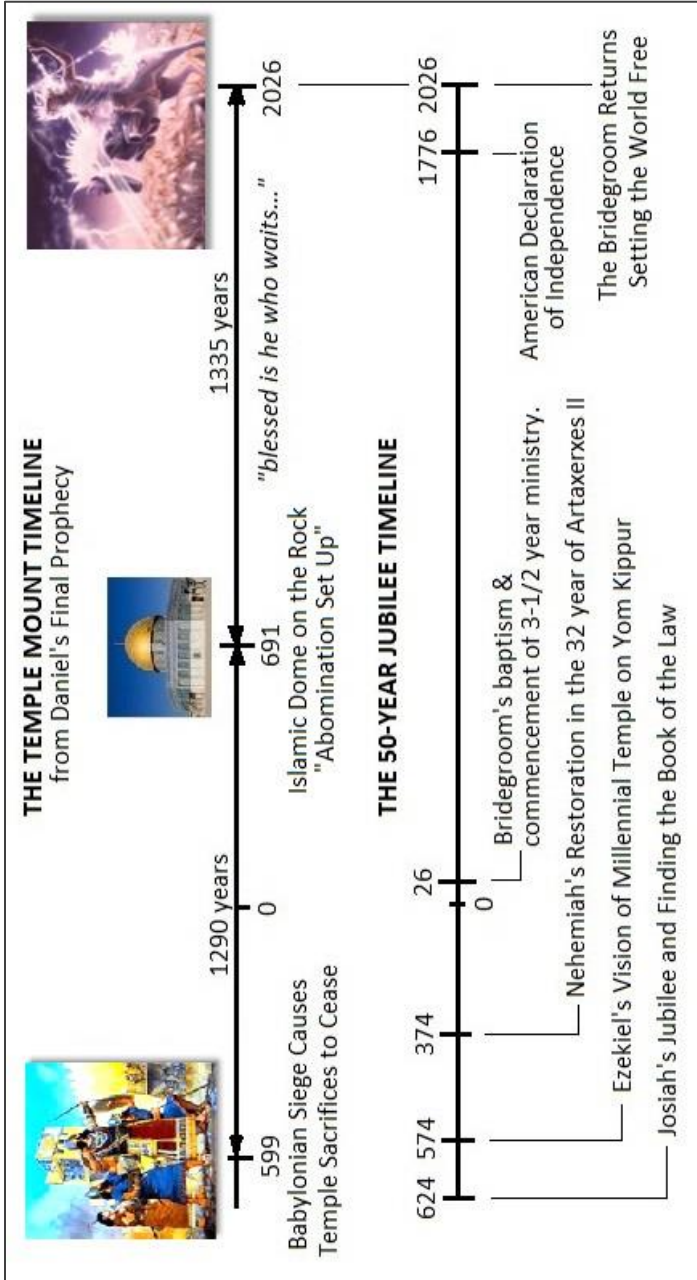 THE TEMPLE MOUNT TIMELINE
from Daniel's Final Prophecy
1290 years
1335 years
599
0
691
2026
Babylonian Siege Causes
Temple Sacrifices to Cease
Islamic Dome on the Rock
"Abomination Set Up"
"blessed is he who waits..."
THE 50-YEAR JUBILEE TIMELINE
624
574
374
26
0
1776
2026
Bridegroom's baptism &
commencement of 3-1/2 year ministry.
Nehemiah's Restoration in the 32 year of Artaxerxes II
Ezekiel's Vision of Millennial Temple on Yom Kippur
Josiah's Jubilee and Finding the Book of the Law
American Declaration
of Independence
The Bridegroom Returns
Setting the World Free